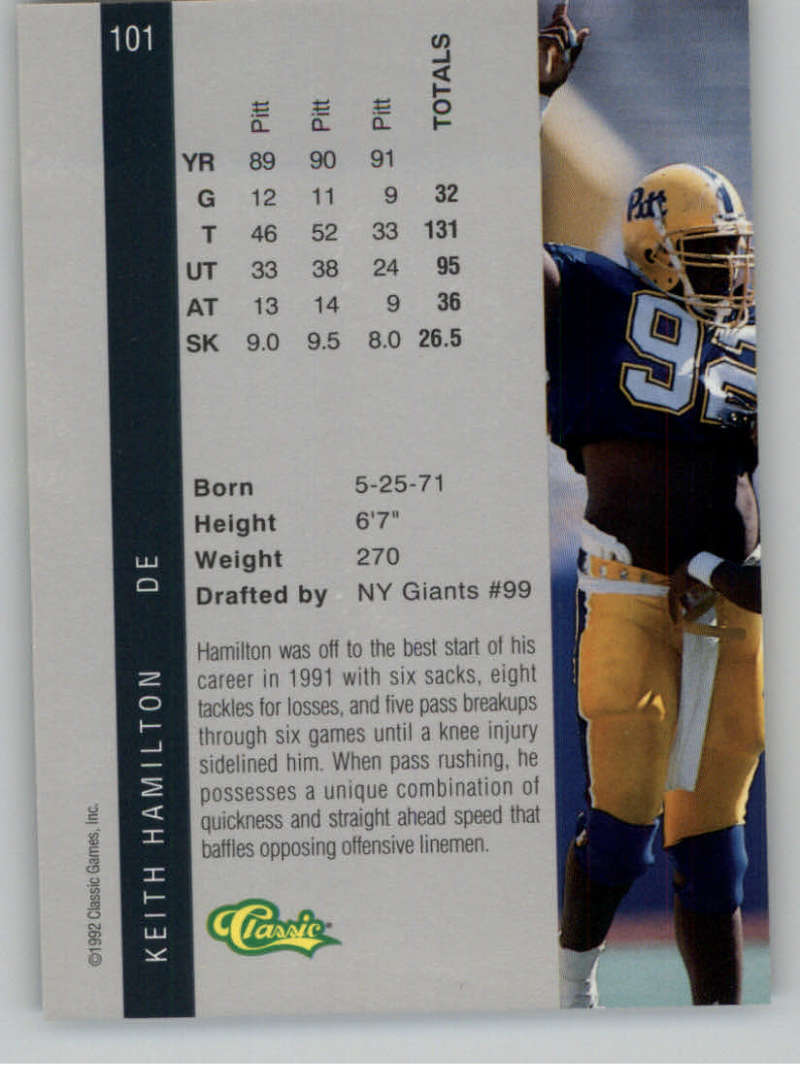 101
Pitt Pitt Pitt TOTALS
YR 89 90 91
G 12 11 9 32
T 46 52 33 131
UT 33 38 24 95
AT 13 14 9 36
SK 9.0 9.5 8.0 26.5
Born 5-25-71
Height 6'7"
Weight 270
Drafted by NY Giants #99
Hamilton was off to the best start of his
career in 1991 with six sacks, eight
tackles for losses, and five pass breakups
through six games until a knee injury
sidelined him. When pass rushing, he
possesses a unique combination of
quickness and straight ahead speed that
baffles opposing offensive linemen.
Classic
KEITH HAMILTON DE
©1992 Classic Games, Inc.
Pitt
92